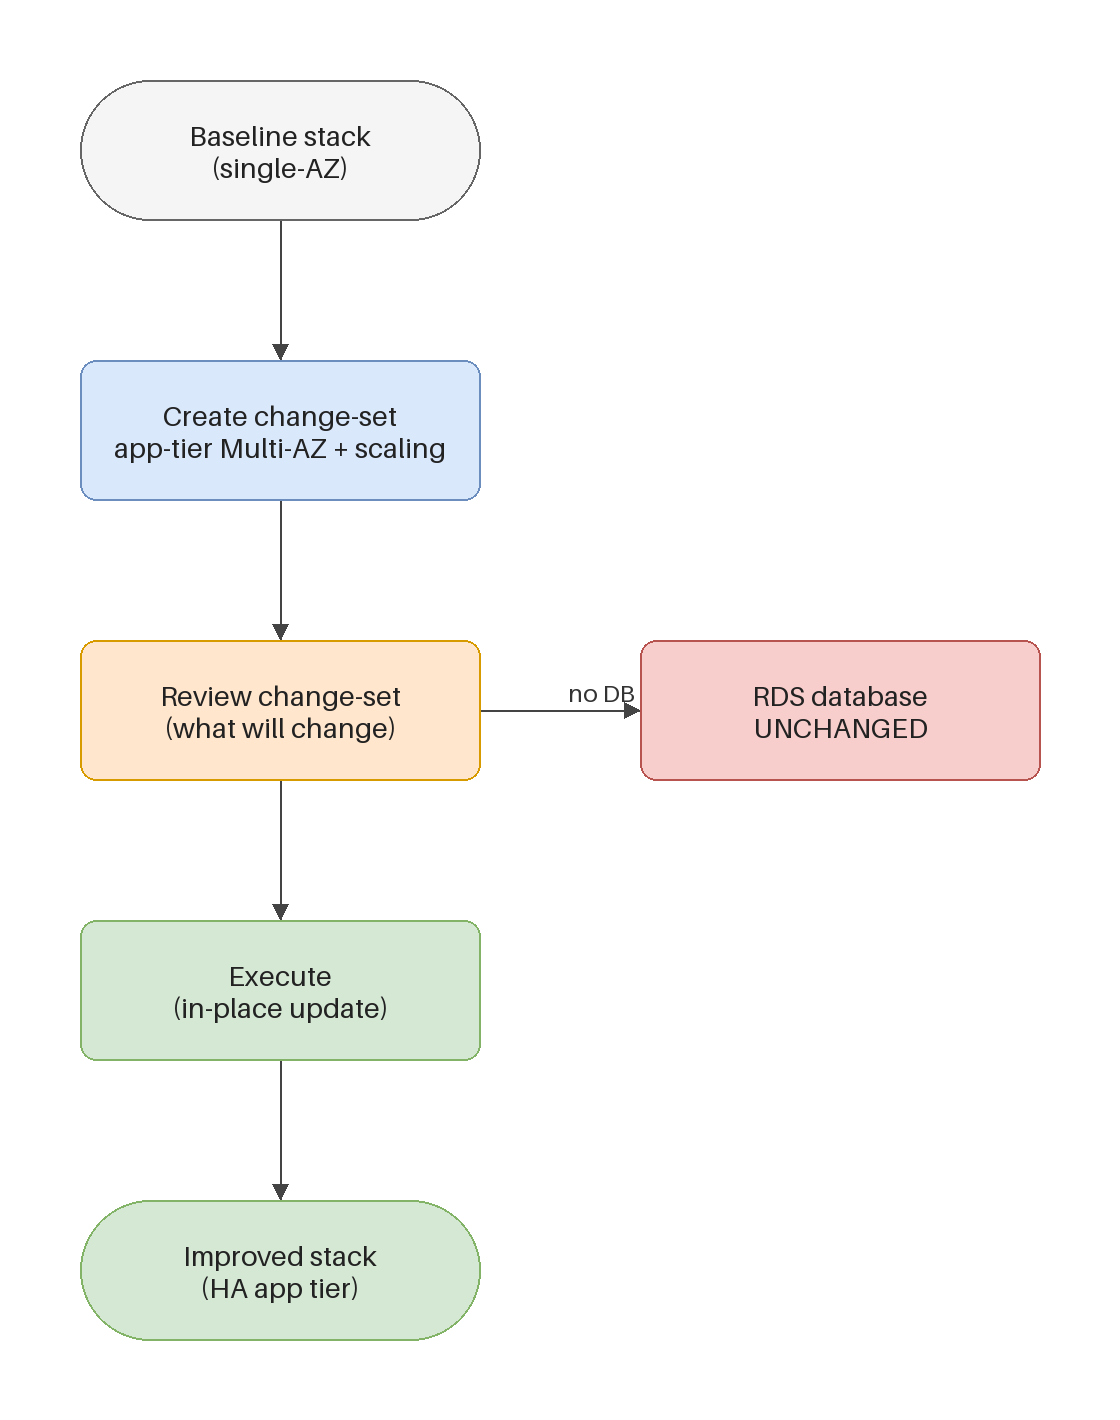 Baseline stack
(single-AZ)
Create change-set
app-tier Multi-AZ + scaling
Review change-set
(what will change)
no DB
RDS database
UNCHANGED
Execute
(in-place update)
Improved stack
(HA app tier)